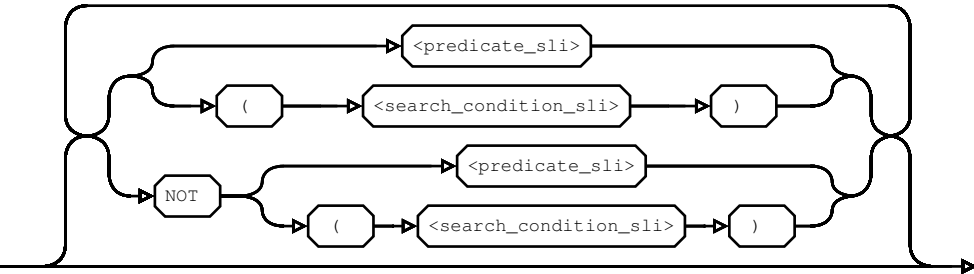 <predicate_sli>
( <search_condition_sli> )
<predicate_sli>
NOT
( <search_condition_sli> )